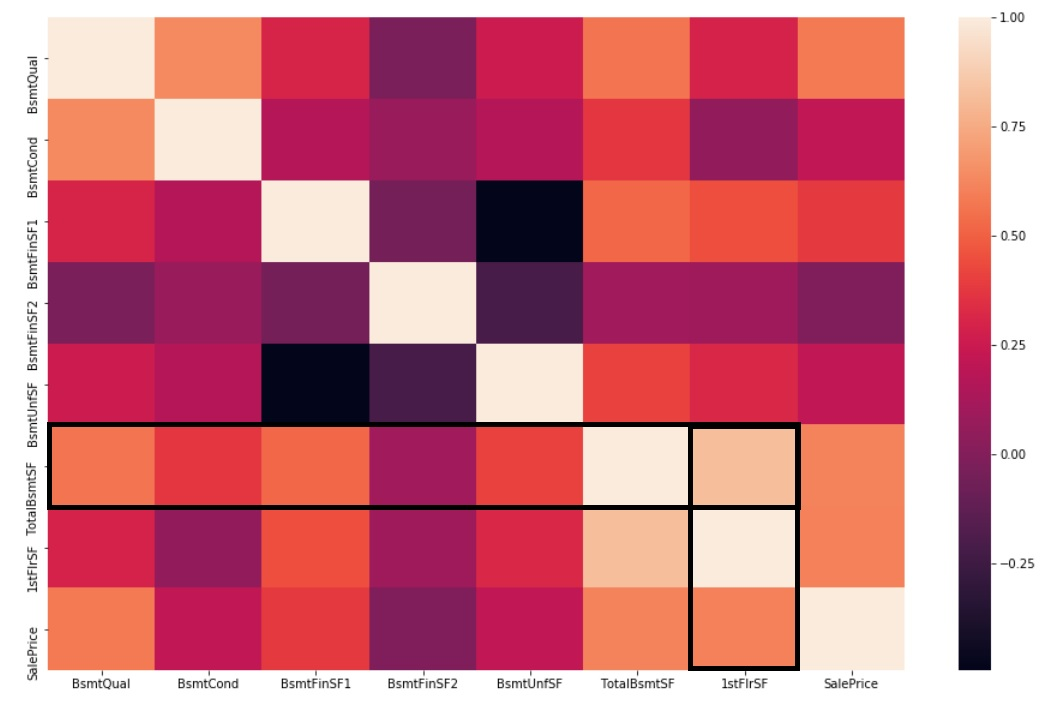 BsmtQual
BsmtCond
BsmtFinSF1
BsmtFinSF2
BsmtUnfSF
TotalBsmtSF
1stFlrSF
SalePrice
BsmtQual BsmtCond BsmtFinSF1 BsmtFinSF2 BsmtUnfSF TotalBsmtSF 1stFlrSF SalePrice
1.00
0.75
0.50
0.25
0.00
−0.25